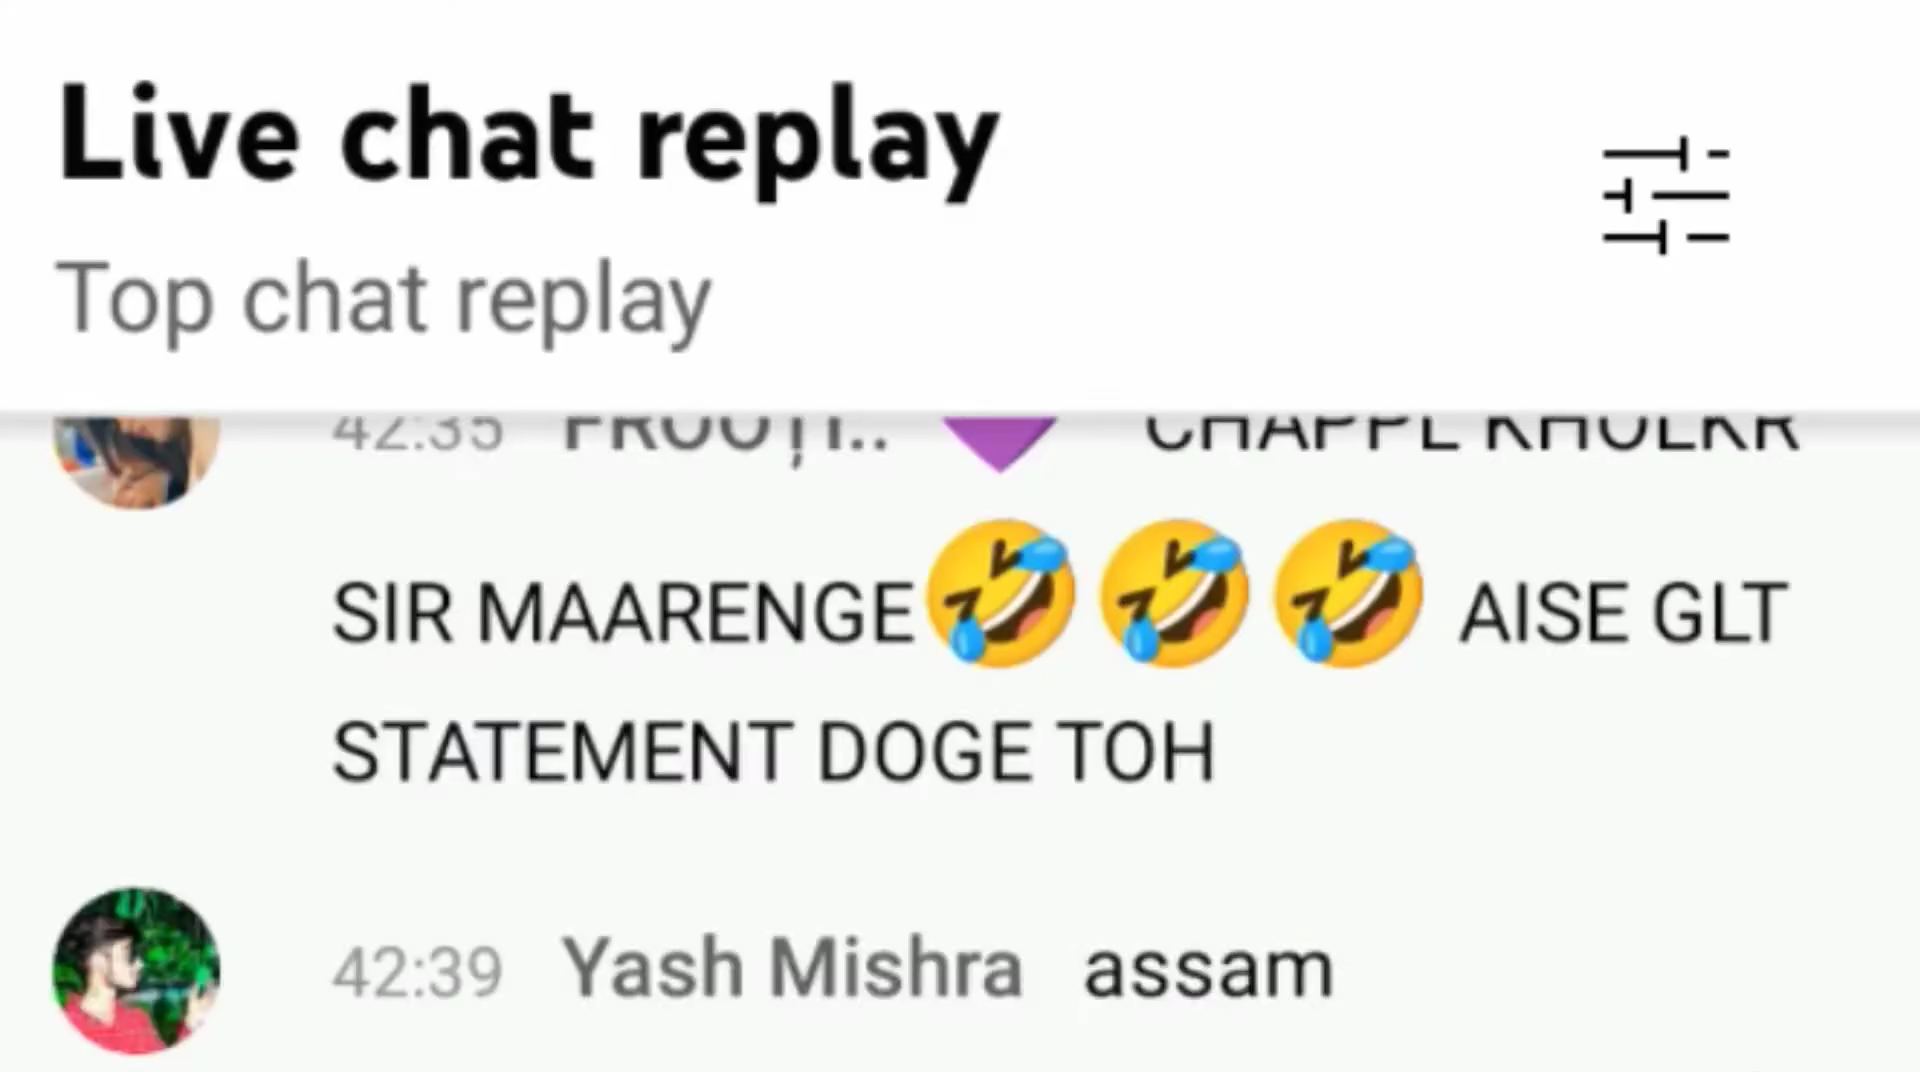 Live chat replay
Top chat replay
42:35 CHAPPL KHOLKR
SIR MAARENGE🤣🤣🤣 AISE GLT
STATEMENT DOGE TOH
42:39 Yash Mishra assam